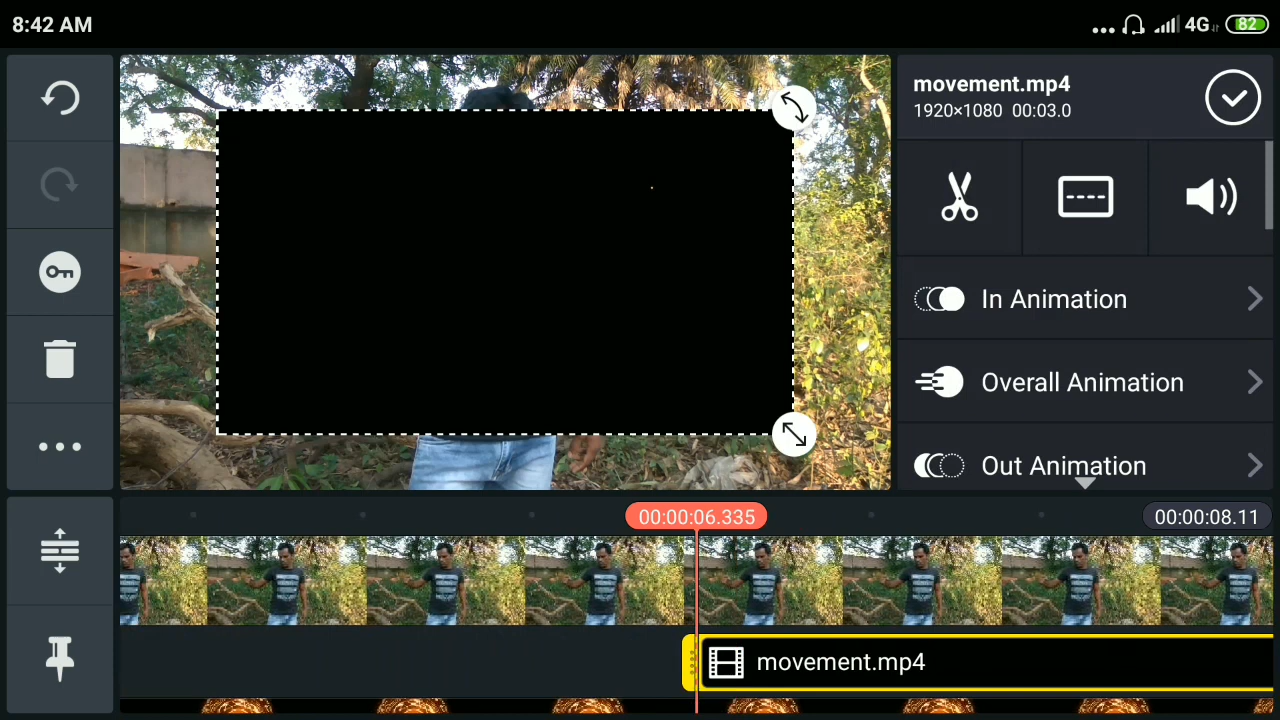 8:42 AM
4G
82
movement.mp4
1920×1080 00:03.0
In Animation
Overall Animation
Out Animation
00:00:06.335
00:00:08.11
movement.mp4